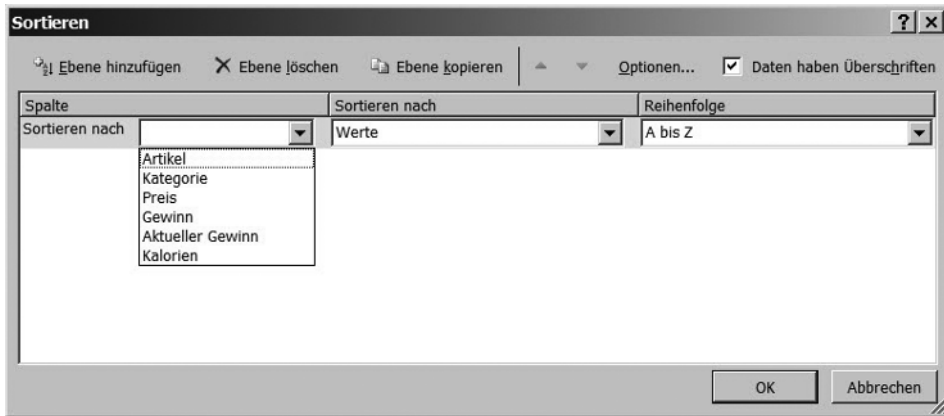 Sortieren
Ebene hinzufügen Ebene löschen Ebene kopieren Optionen... Daten haben Überschriften
Spalte Sortieren nach Reihenfolge
Sortieren nach Werte A bis Z
Artikel
Kategorie
Preis
Gewinn
Aktueller Gewinn
Kalorien
OK Abbrechen